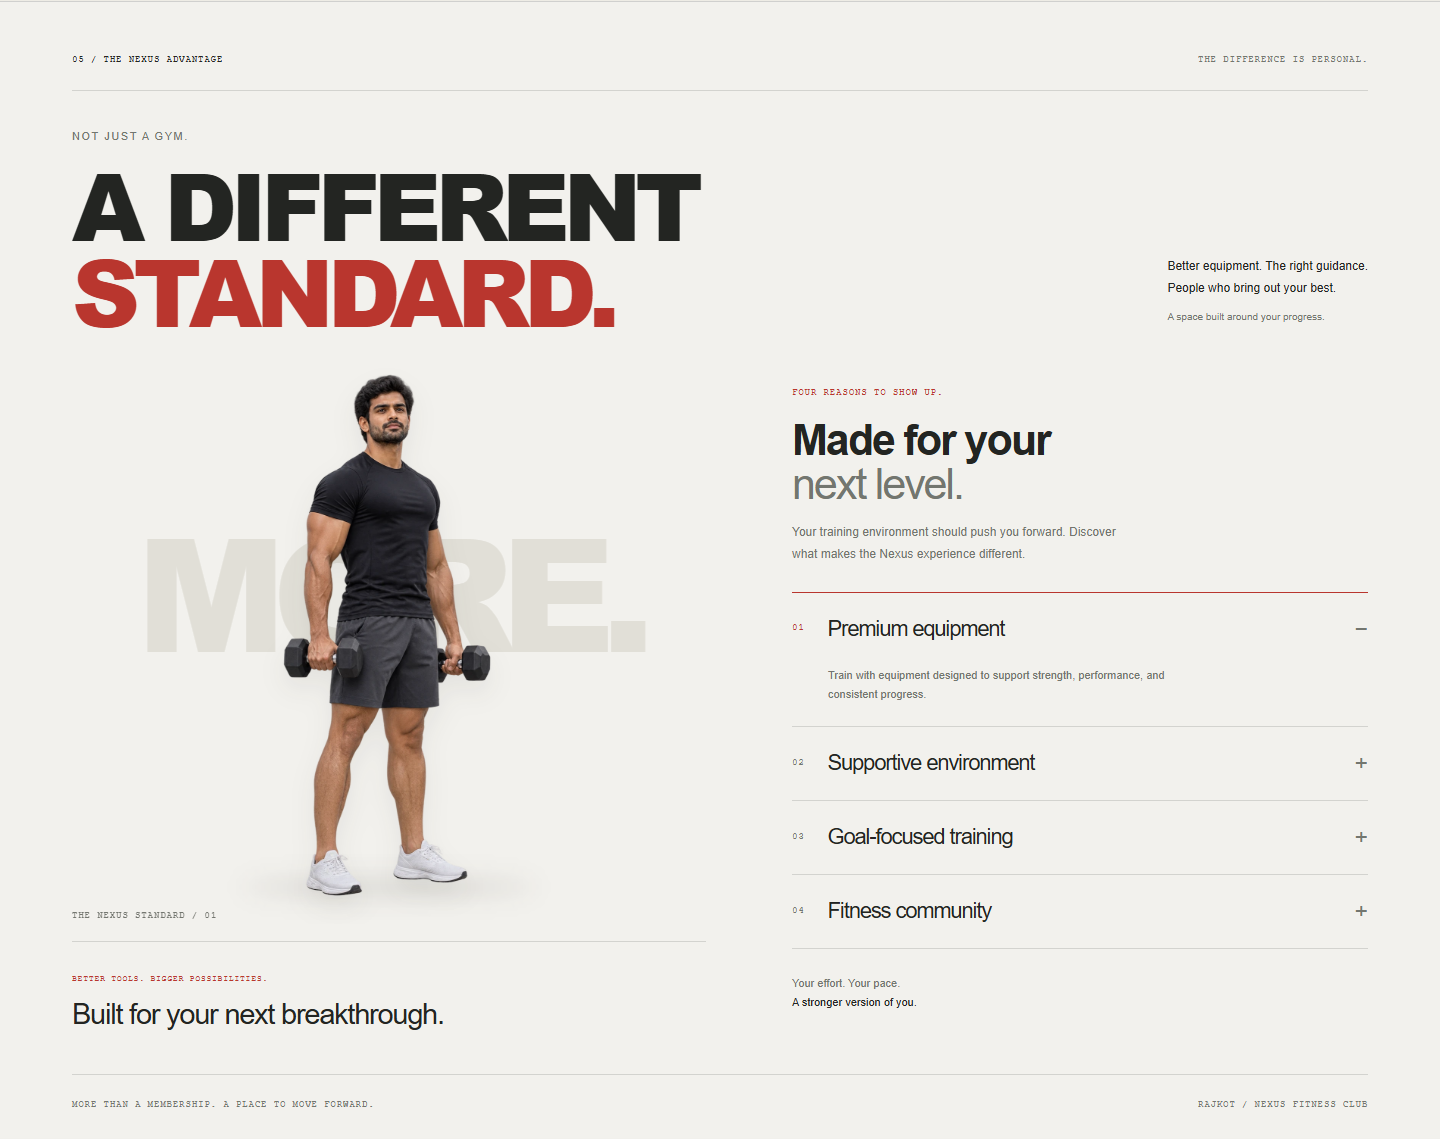 05 / THE NEXUS ADVANTAGE
THE DIFFERENCE IS PERSONAL.
NOT JUST A GYM.
A DIFFERENT
STANDARD.
Better equipment. The right guidance.
People who bring out your best.
A space built around your progress.
MORE.
THE NEXUS STANDARD / 01
BETTER TOOLS. BIGGER POSSIBILITIES.
Built for your next breakthrough.
FOUR REASONS TO SHOW UP.
Made for your
next level.
Your training environment should push you forward. Discover
what makes the Nexus experience different.
01 Premium equipment −
Train with equipment designed to support strength, performance, and
consistent progress.
02 Supportive environment +
03 Goal-focused training +
04 Fitness community +
Your effort. Your pace.
A stronger version of you.
MORE THAN A MEMBERSHIP. A PLACE TO MOVE FORWARD.
RAJKOT / NEXUS FITNESS CLUB